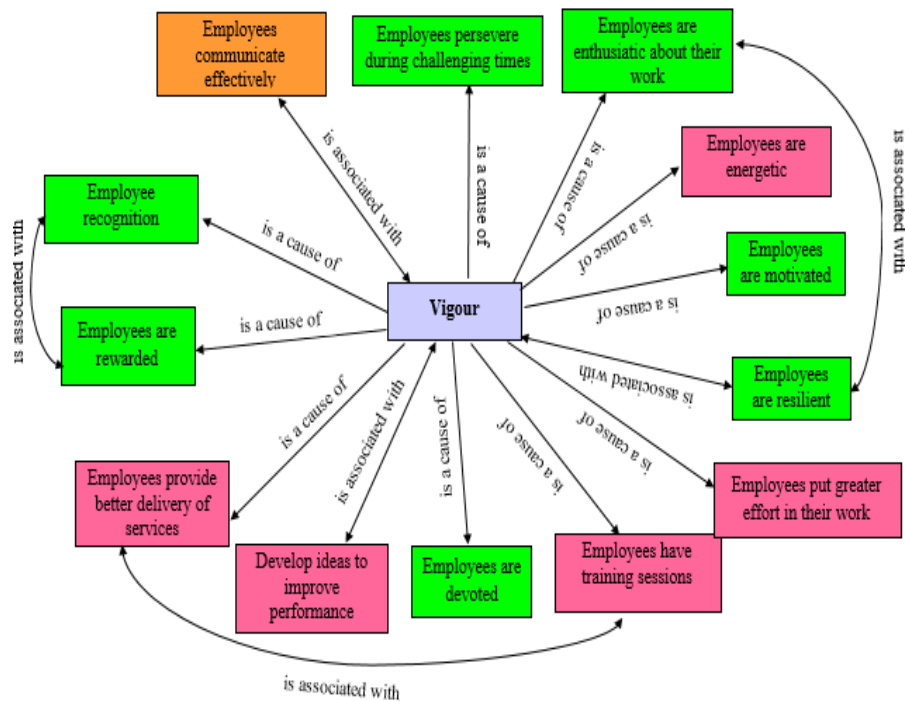 Employees
communicate
effectively
Employees persevere
during challenging times
Employees are
enthusiatic about their
work
Employees are
energetic
Employee
recognition
Employees
are motivated
Employees are
rewarded
Vigour
Employees
are resilient
Employees provide
better delivery of
services
Develop ideas to
improve
performance
Employees are
devoted
Employees have
training sessions
Employees put greater
effort in their work
is associated with
is a cause of
is a cause of
is a cause of
is a cause of
is associated with
is a cause of
is associated with
is a cause of
is associated with
is a cause of
is associated with
is a cause of
is a cause of
is a cause of
is associated with